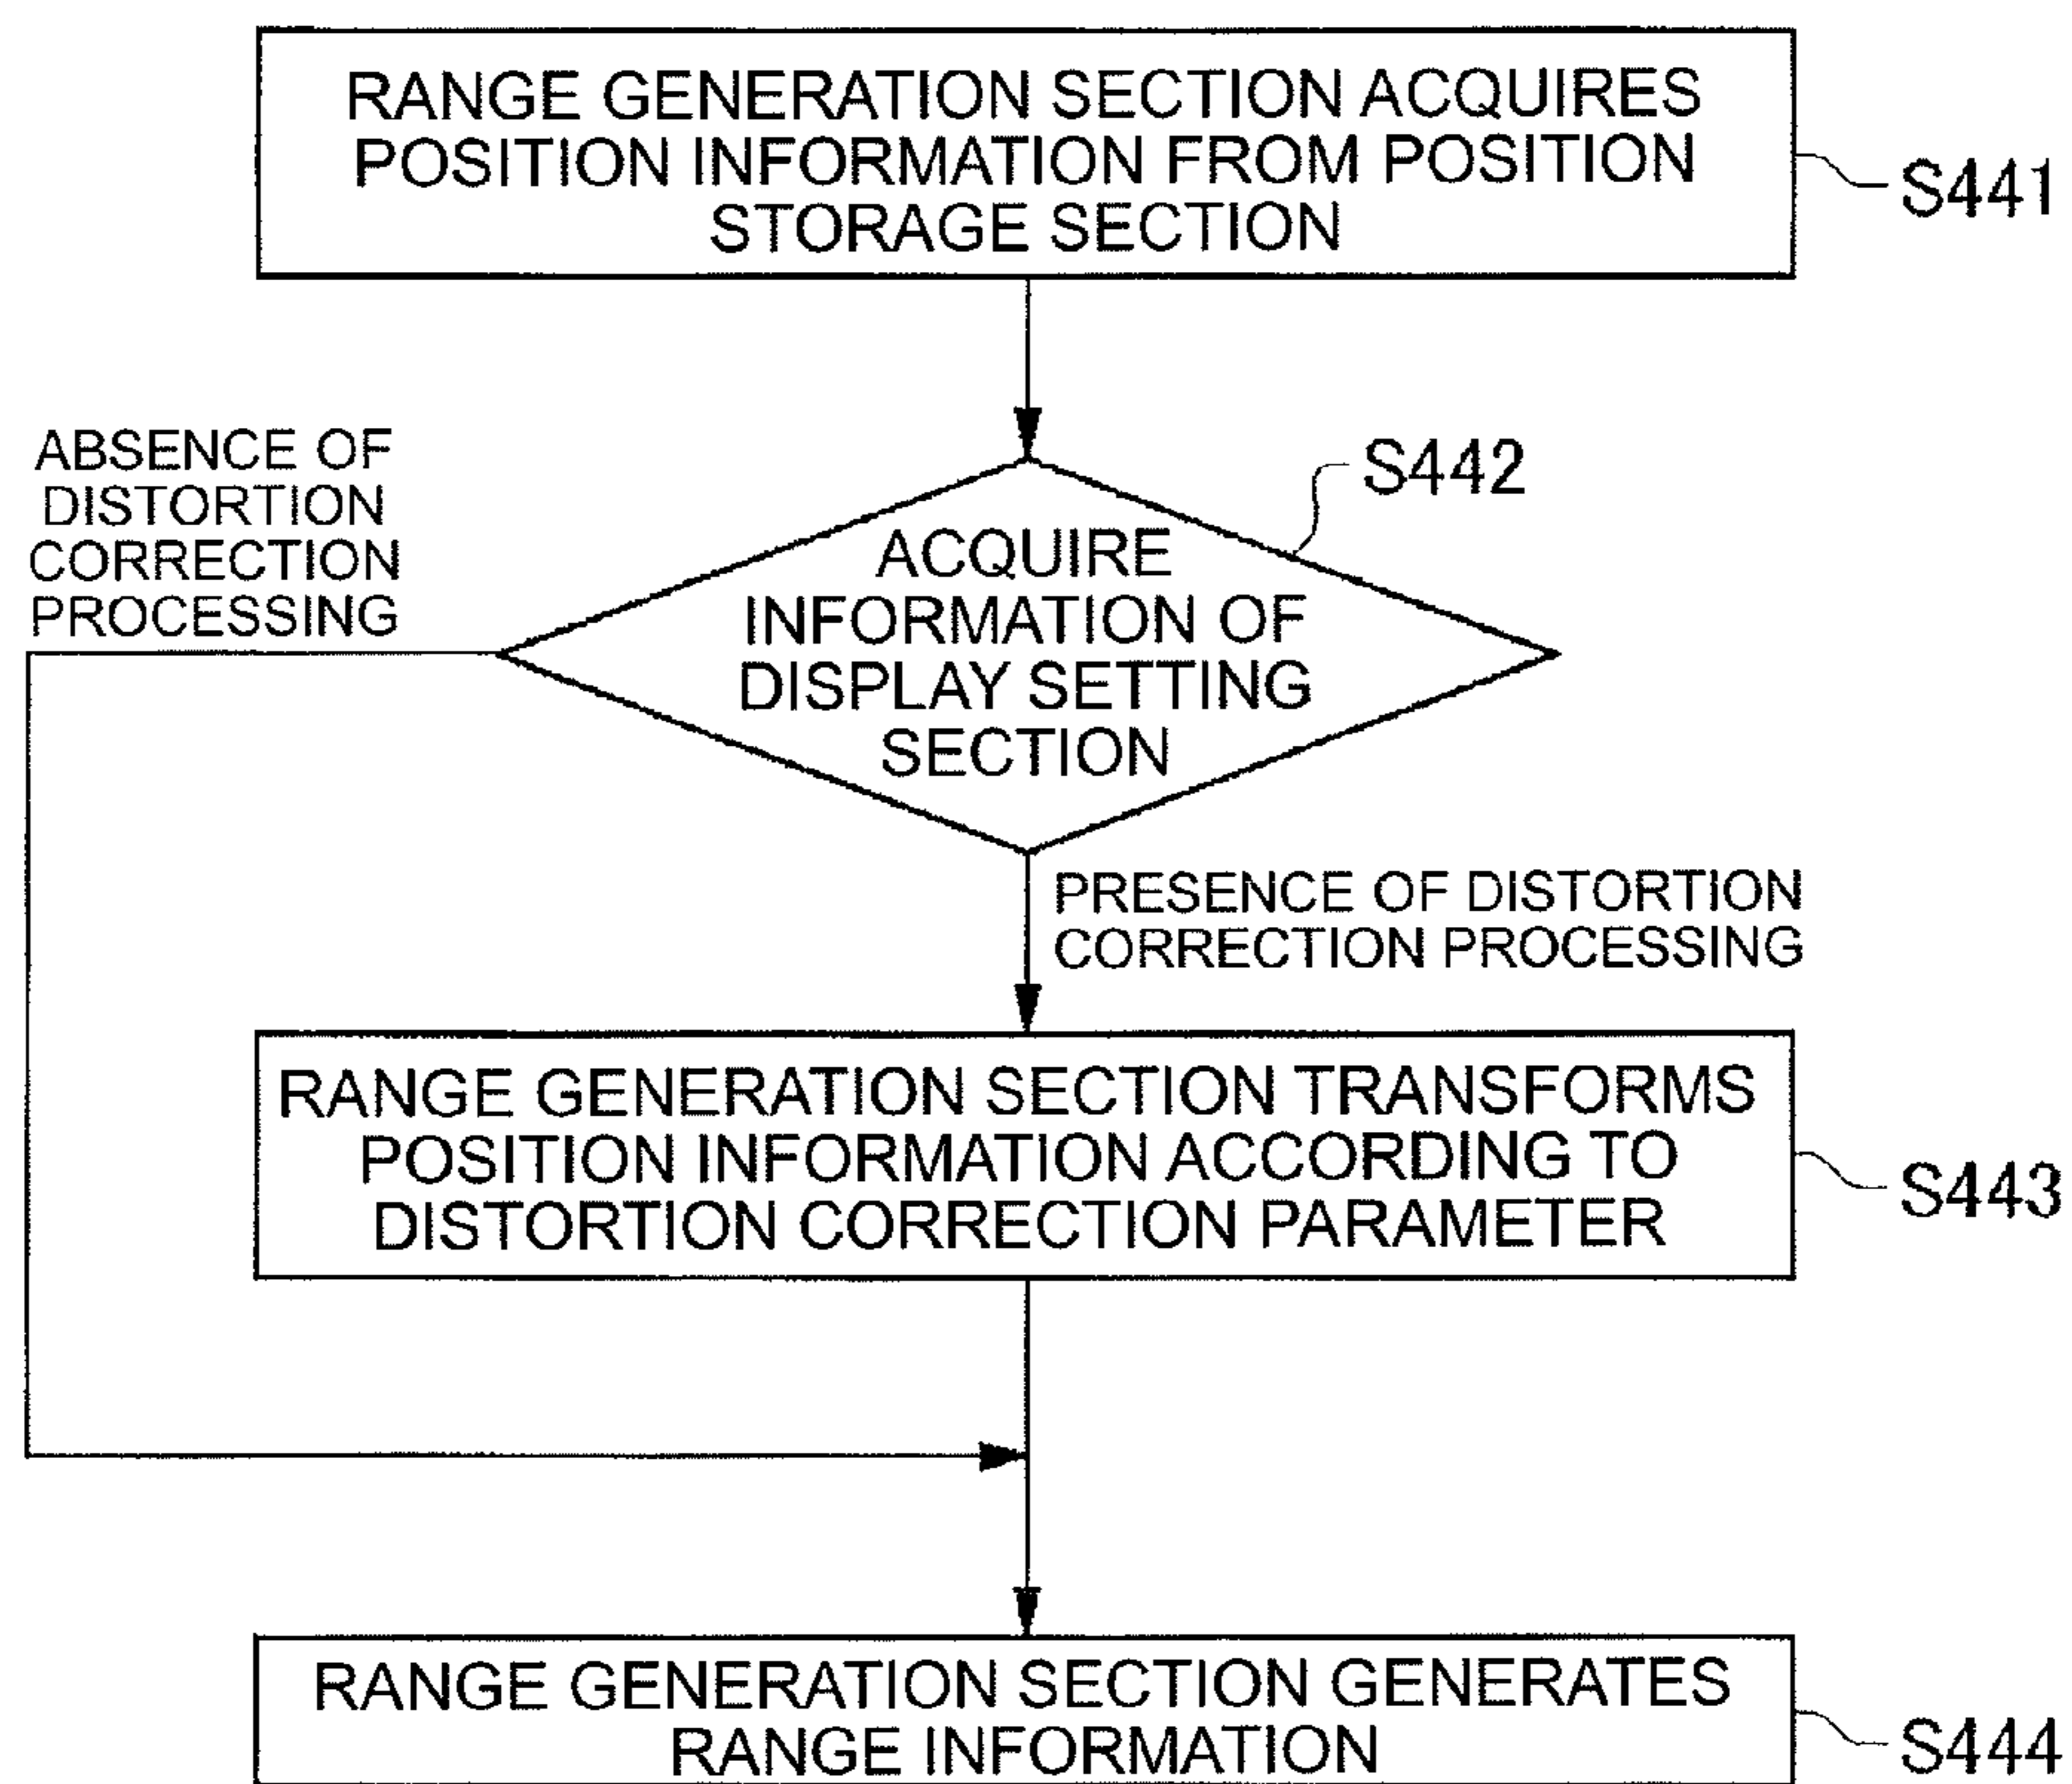 RANGE GENERATION SECTION ACQUIRES
POSITION INFORMATION FROM POSITION
STORAGE SECTION
S441
ABSENCE OF
DISTORTION
CORRECTION
PROCESSING
S442
ACQUIRE
INFORMATION OF
DISPLAY SETTING
SECTION
PRESENCE OF DISTORTION
CORRECTION PROCESSING
RANGE GENERATION SECTION TRANSFORMS
POSITION INFORMATION ACCORDING TO
DISTORTION CORRECTION PARAMETER
S443
RANGE GENERATION SECTION GENERATES
RANGE INFORMATION
S444